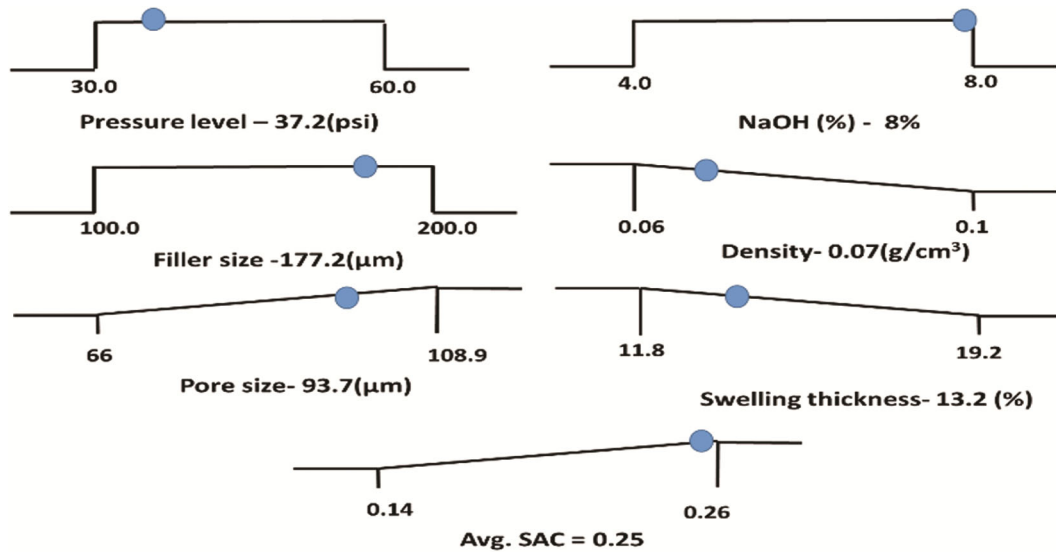 30.0 60.0
Pressure level – 37.2(psi)
4.0 8.0
NaOH (%) - 8%
100.0 200.0
Filler size -177.2(μm)
0.06 0.1
Density- 0.07(g/cm³)
66 108.9
Pore size- 93.7(μm)
11.8 19.2
Swelling thickness- 13.2 (%)
0.14 0.26
Avg. SAC = 0.25